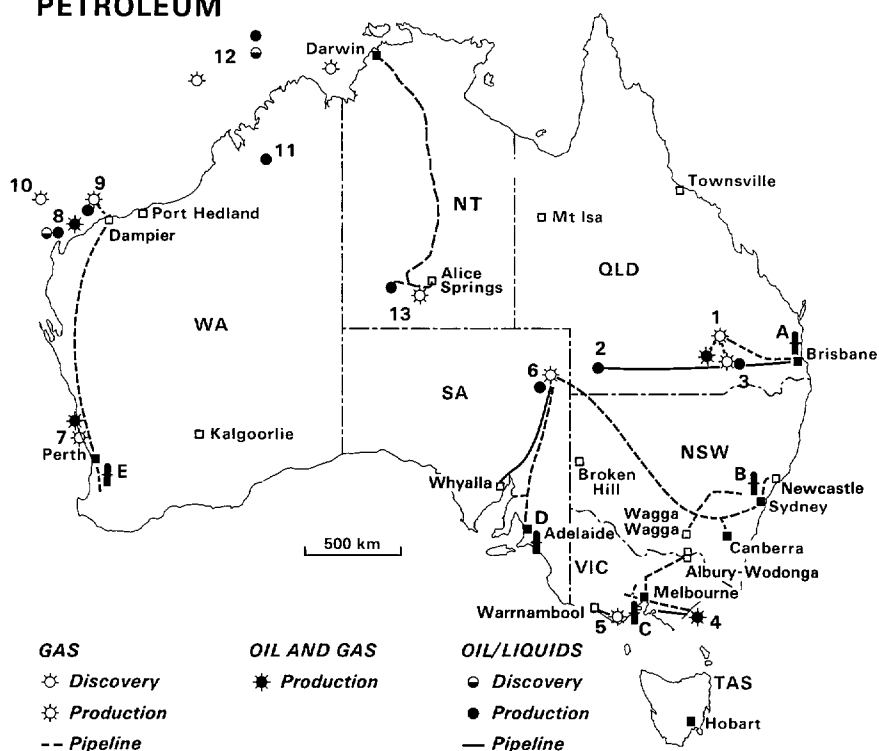 PETROLEUM
12
Darwin
11
10
9
8
Port Hedland
Dampier
NT
Townsville
Mt Isa
QLD
Alice
Springs
13
WA
1
A
2
Brisbane
3
6
SA
7
Kalgoorlie
Perth
E
NSW
Broken
Hill
B
Newcastle
Sydney
Whyalla
Wagga
Wagga
D
Adelaide
Canberra
500 km
VIC
Albury-Wodonga
Melbourne
Warrnambool
5
C
4
TAS
Hobart
GAS
Discovery
Production
Pipeline
OIL AND GAS
Production
OIL/LIQUIDS
Discovery
Production
Pipeline